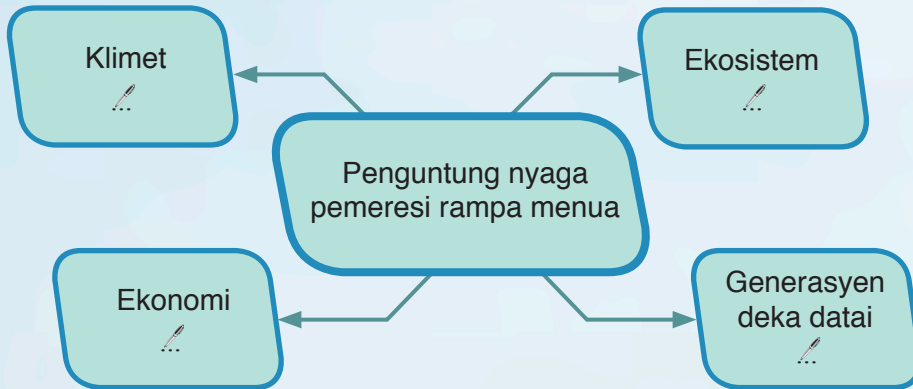 Klimet
...
Ekosistem
...
Penguntung nyaga
pemeresi rampa menua
Ekonomi
...
Generasyen
deka datai
...